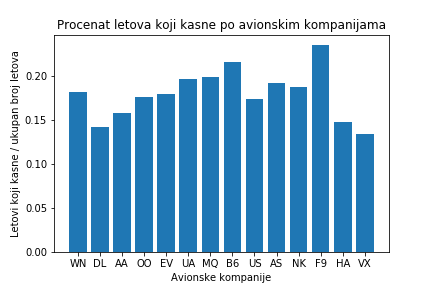 Procenat letova koji kasne po avionskim kompanijama
Letovi koji kasne / ukupan broj letova
0.20
0.15
0.10
0.05
0.00
WN DL AA OO EV UA MQ B6 US AS NK F9 HA VX
Avionske kompanije